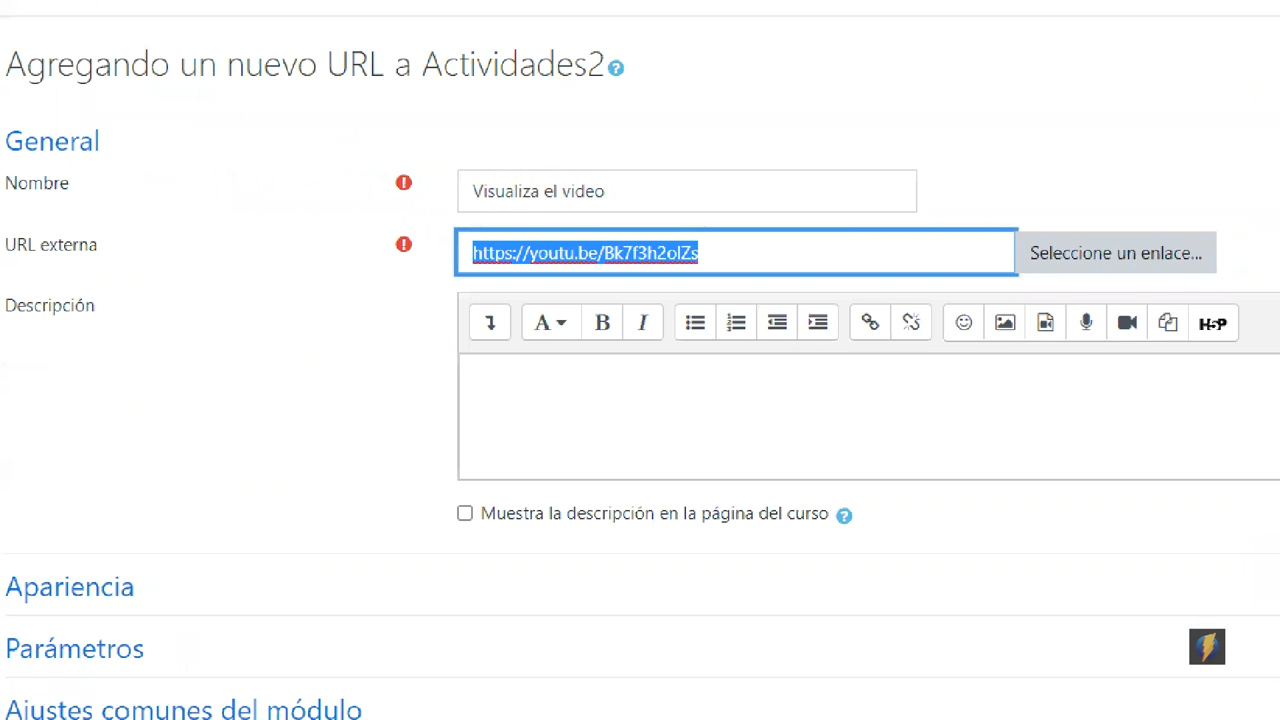 Agregando un nuevo URL a Actividades2
General
Nombre
Visualiza el video
URL externa
https://youtu.be/Bk7f3h2olZs
Seleccione un enlace...
Descripción
A B I H5P
Muestra la descripción en la página del curso
Apariencia
Parámetros
Ajustes comunes del módulo